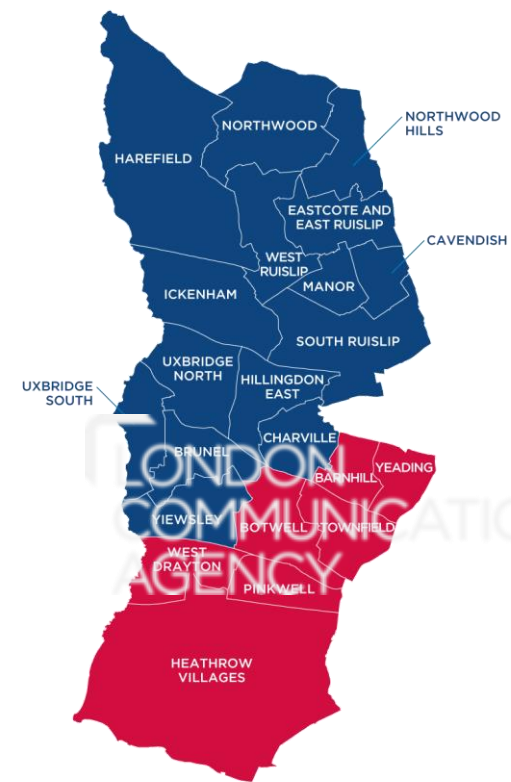 NORTHWOOD
HILLS
NORTHWOOD
HAREFIELD
EASTCOTE AND
EAST RUISLIP
CAVENDISH
WEST
RUISLIP
MANOR
ICKENHAM
SOUTH RUISLIP
UXBRIDGE
NORTH
HILLINGDON
EAST
UXBRIDGE
SOUTH
CHARVILLE
BRUNEL
YEADING
BARNHILL
YIEWSLEY
BOTWELL
TOWNFIELD
WEST
DRAYTON
PINKWELL
LONDON
COMMUNICATIO
AGENCY
HEATHROW
VILLAGES